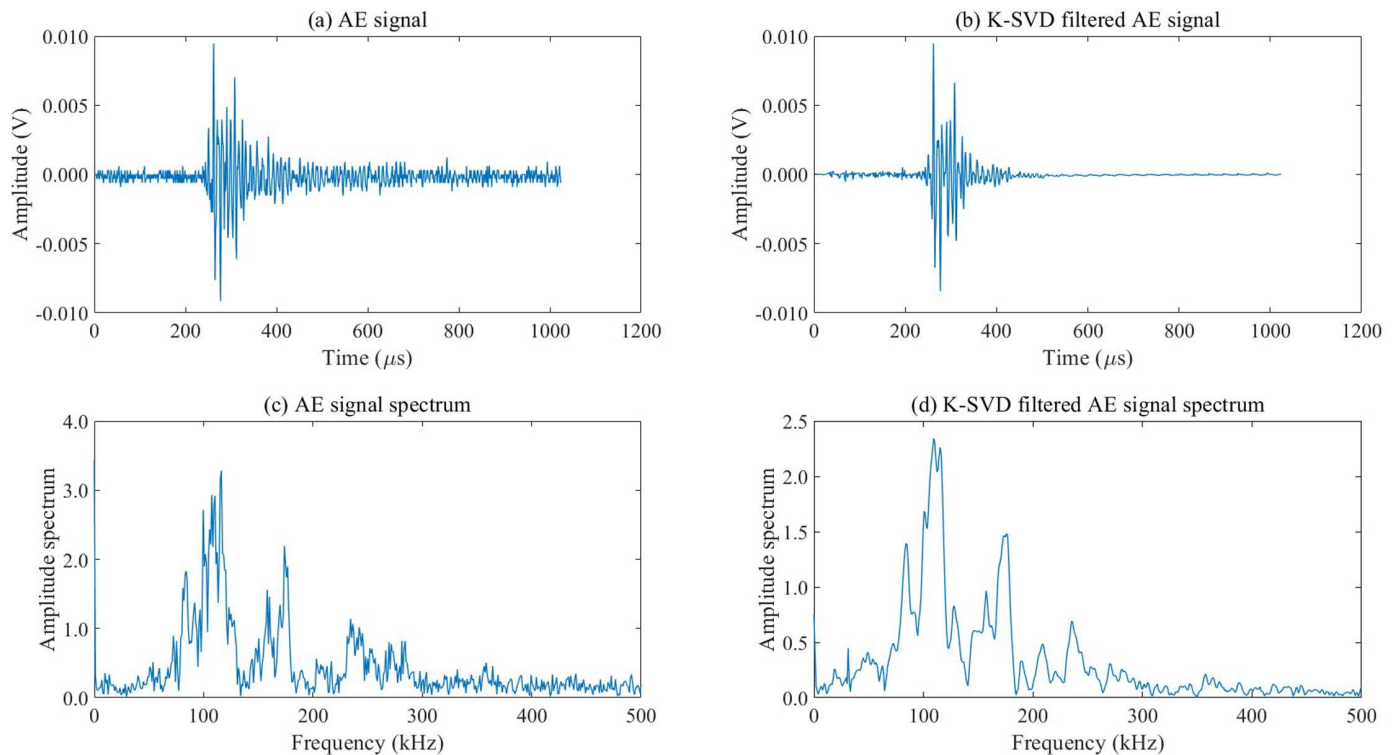 (a) AE signal
0.010
0.005
0.000
-0.005
-0.010
Amplitude (V)
0 200 400 600 800 1000 1200
Time (μs)
(b) K-SVD filtered AE signal
0.010
0.005
0.000
-0.005
-0.010
Amplitude (V)
0 200 400 600 800 1000 1200
Time (μs)
(c) AE signal spectrum
4.0
3.0
2.0
1.0
0.0
Amplitude spectrum
0 100 200 300 400 500
Frequency (kHz)
(d) K-SVD filtered AE signal spectrum
2.5
2.0
1.5
1.0
0.5
0.0
Amplitude spectrum
0 100 200 300 400 500
Frequency (kHz)